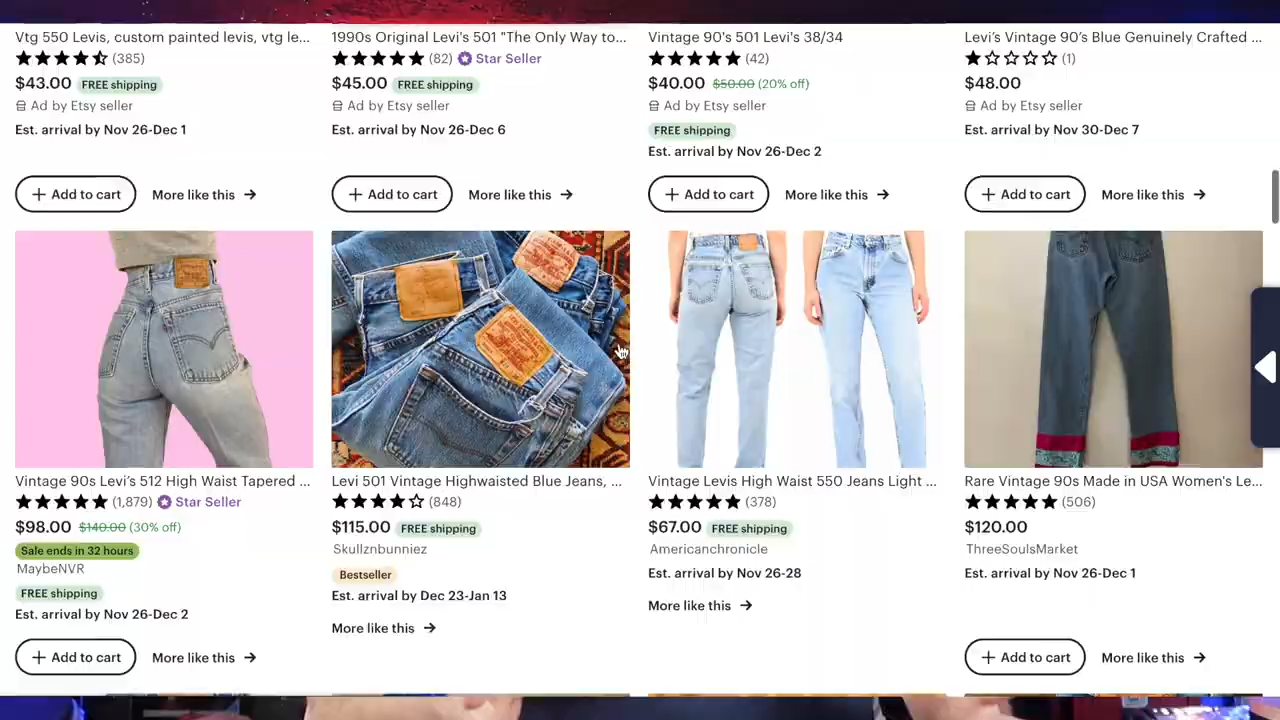 Vtg 550 Levis, custom painted levis, vtg le...
(385)
$43.00 FREE shipping
Ad by Etsy seller
Est. arrival by Nov 26-Dec 1
+ Add to cart More like this →
1990s Original Levi's 501 "The Only Way to...
(82) Star Seller
$45.00 FREE shipping
Ad by Etsy seller
Est. arrival by Nov 26-Dec 6
+ Add to cart More like this →
Vintage 90's 501 Levi's 38/34
(42)
$40.00 $50.00 (20% off)
Ad by Etsy seller
FREE shipping
Est. arrival by Nov 26-Dec 2
+ Add to cart More like this →
Levi's Vintage 90's Blue Genuinely Crafted ...
(1)
$48.00
Ad by Etsy seller
Est. arrival by Nov 30-Dec 7
+ Add to cart More like this →
Vintage 90s Levi's 512 High Waist Tapered ...
(1,879) Star Seller
$98.00 $140.00 (30% off)
Sale ends in 32 hours
MaybeNVR
FREE shipping
Est. arrival by Nov 26-Dec 2
+ Add to cart More like this →
Levi 501 Vintage Highwaisted Blue Jeans, ...
(848)
$115.00 FREE shipping
Skullznbunniez
Bestseller
Est. arrival by Dec 23-Jan 13
More like this →
Vintage Levis High Waist 550 Jeans Light ...
(378)
$67.00 FREE shipping
Americanchronicle
Est. arrival by Nov 26-28
More like this →
Rare Vintage 90s Made in USA Women's Le...
(506)
$120.00
ThreeSoulsMarket
Est. arrival by Nov 26-Dec 1
+ Add to cart More like this →